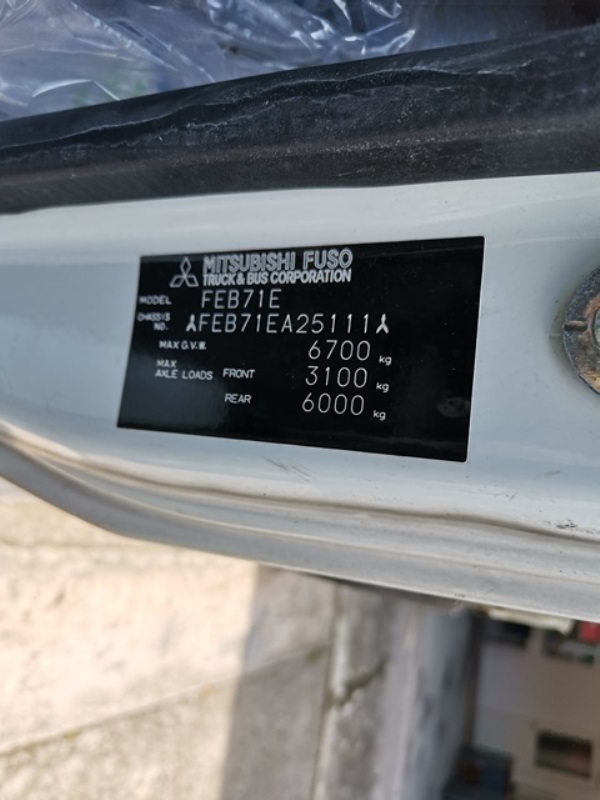 MITSUBISHI FUSO
TRUCK & BUS CORPORATION
MODEL FEB71E
CHASSIS NO. FEB71EA25111
MAX G.V.W. 6700 kg
MAX AXLE LOADS FRONT 3100 kg
REAR 6000 kg